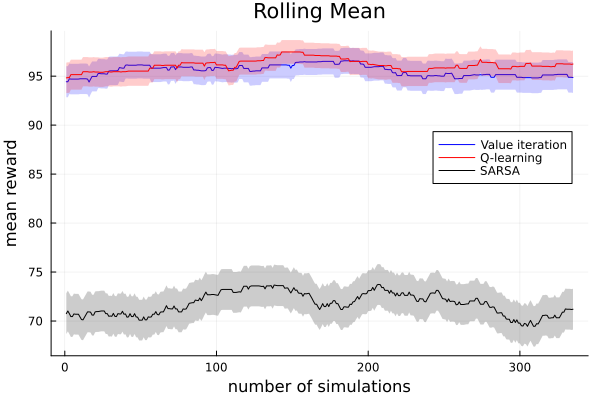 Rolling Mean
mean reward
95
90
85
80
75
70
Value iteration
Q-learning
SARSA
0 100 200 300
number of simulations